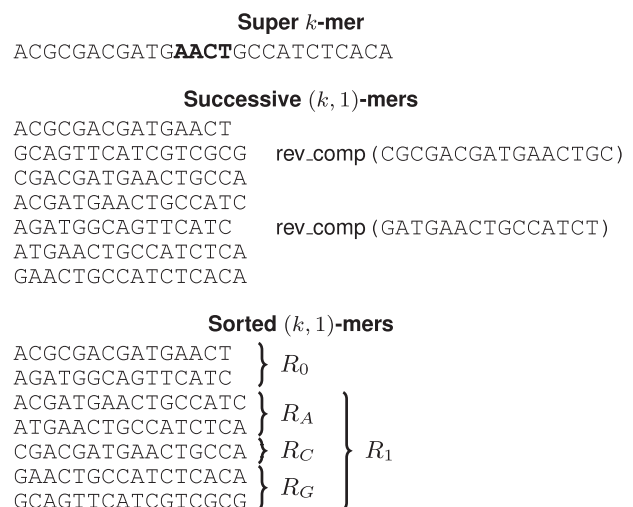 Super k-mer
ACGCGACGATGAACTGCCATCTCACA
Successive (k, 1)-mers
ACGCGACGATGAACT
GCAGTTCATCGTCGCG rev_comp (CGCGACGATGAACTGC)
CGACGATGAACTGCCA
ACGATGAACTGCCATC
AGATGGCAGTTCATC rev_comp (GATGAACTGCCATCT)
ATGAACTGCCATCTCA
GAACTGCCATCTCACA
Sorted (k, 1)-mers
ACGCGACGATGAACT
AGATGGCAGTTCATC
R0
ACGATGAACTGCCATC
ATGAACTGCCATCTCA
RA
CGACGATGAACTGCCA RC R1
GAACTGCCATCTCACA
GCAGTTCATCGTCGCG
RG